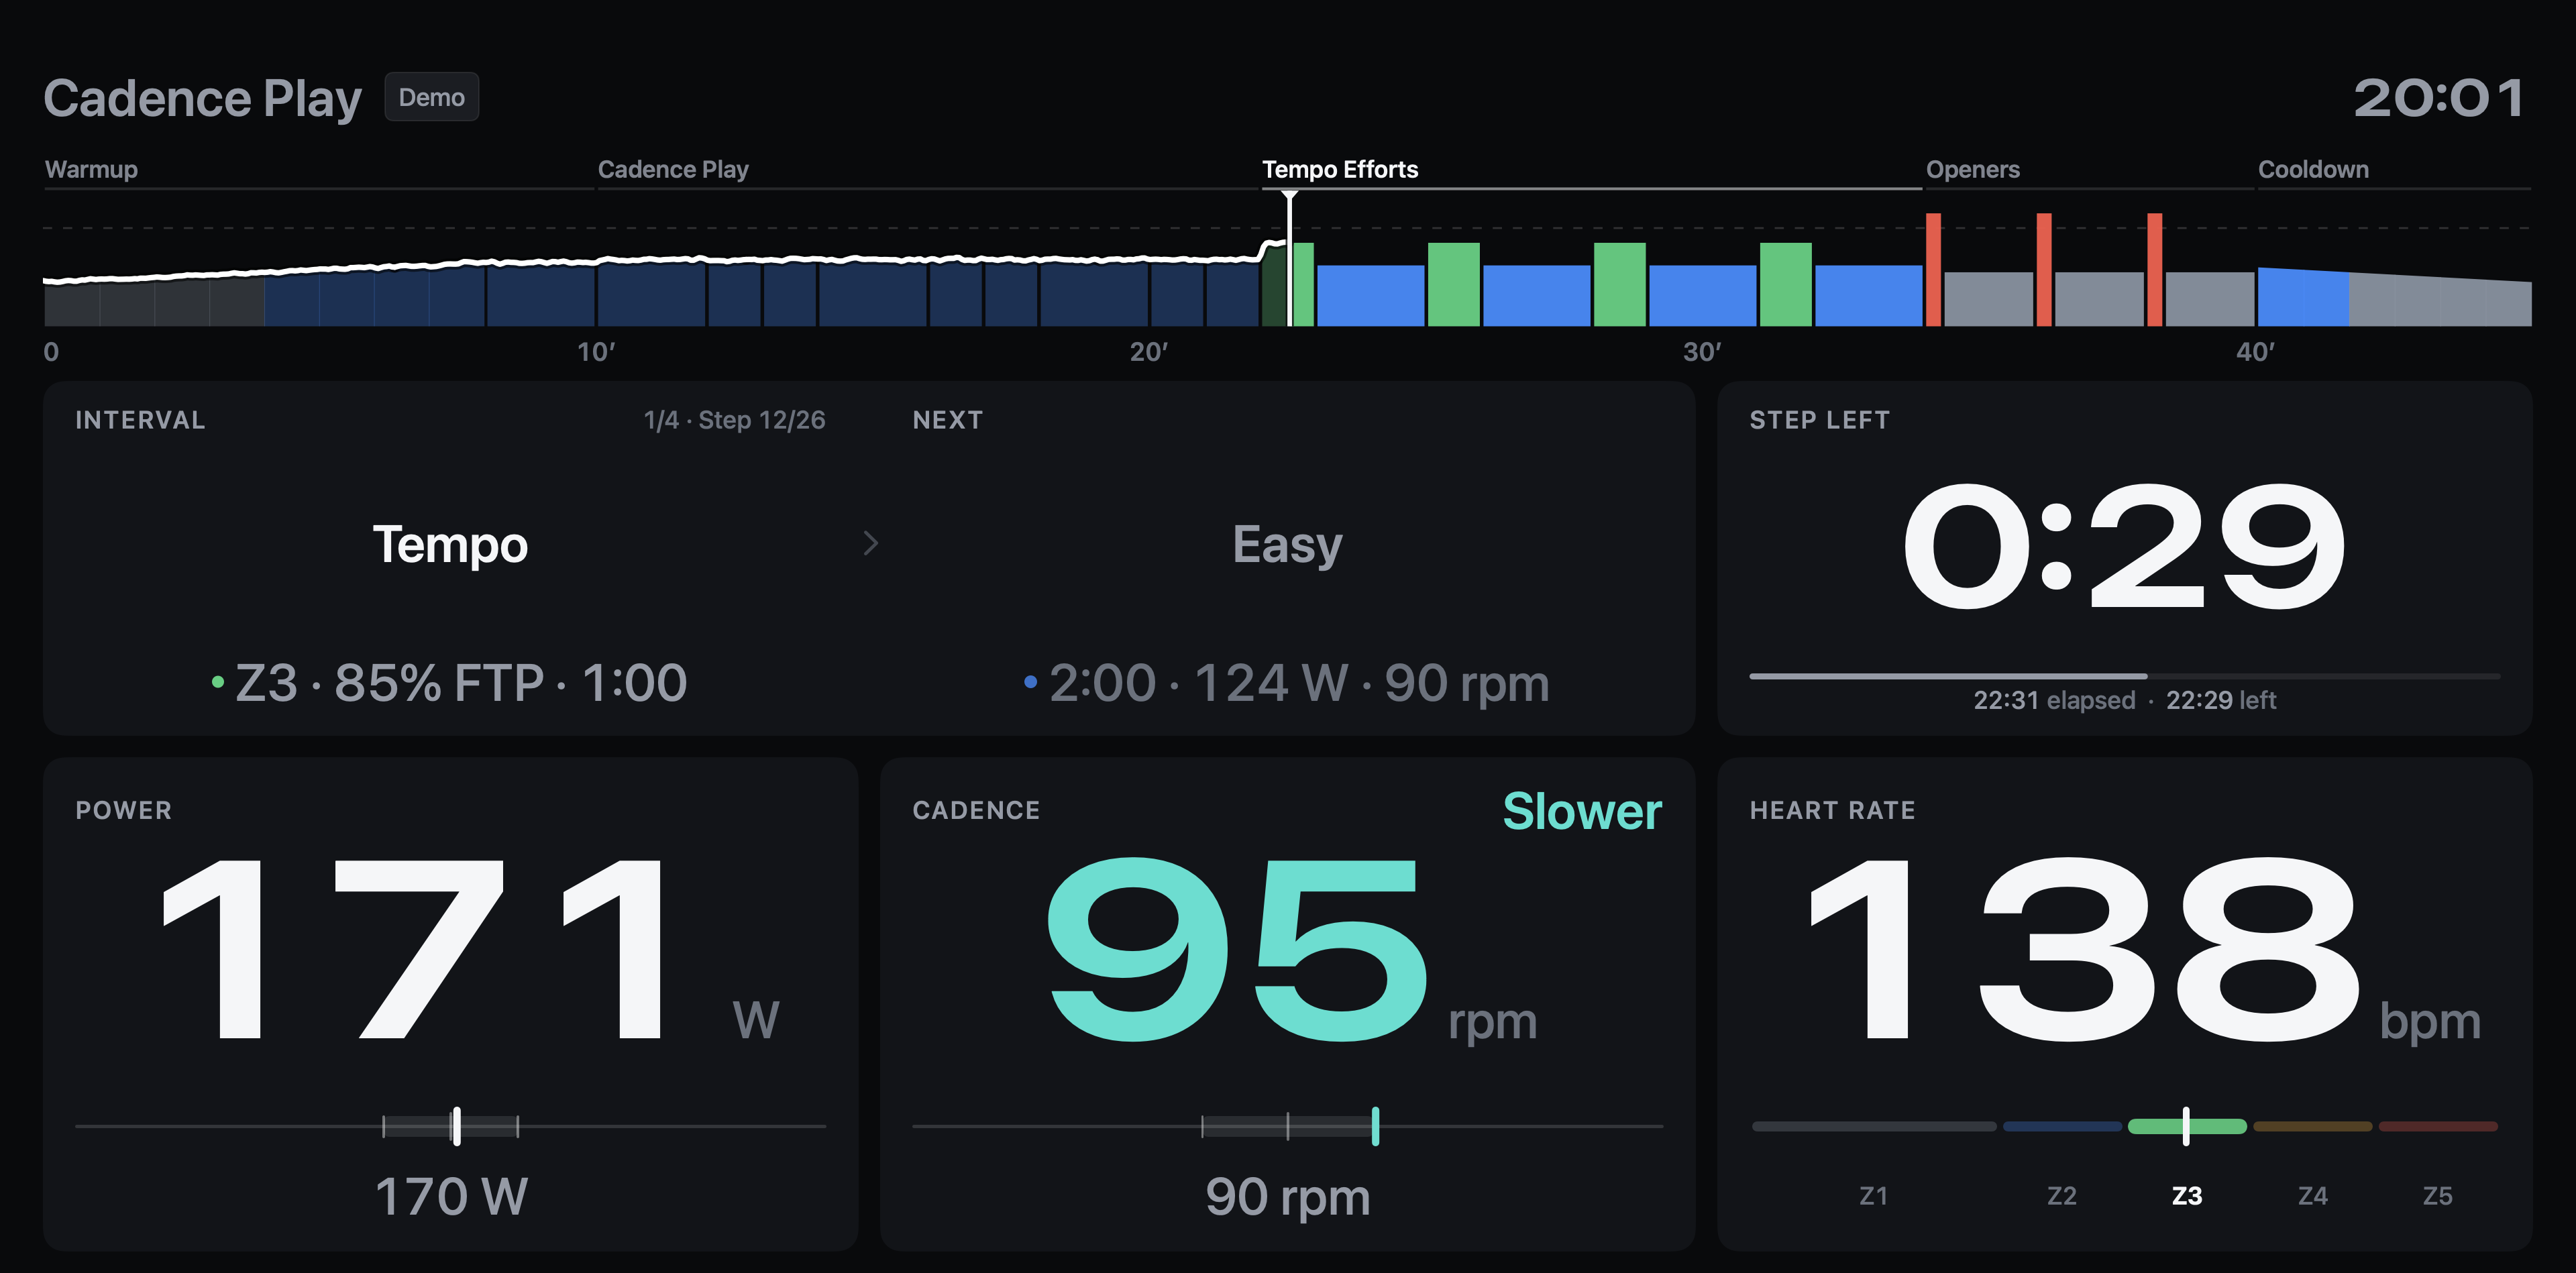 Cadence Play Demo 20:01
Warmup Cadence Play Tempo Efforts Openers Cooldown
0 10′ 20′ 30′ 40′
INTERVAL 1/4 · Step 12/26 NEXT
Tempo > Easy
Z3 · 85% FTP · 1:00
2:00 · 124 W · 90 rpm
STEP LEFT
0:29
22:31 elapsed · 22:29 left
POWER
171 W
170 W
CADENCE Slower
95 rpm
90 rpm
HEART RATE
138 bpm
Z1 Z2 Z3 Z4 Z5